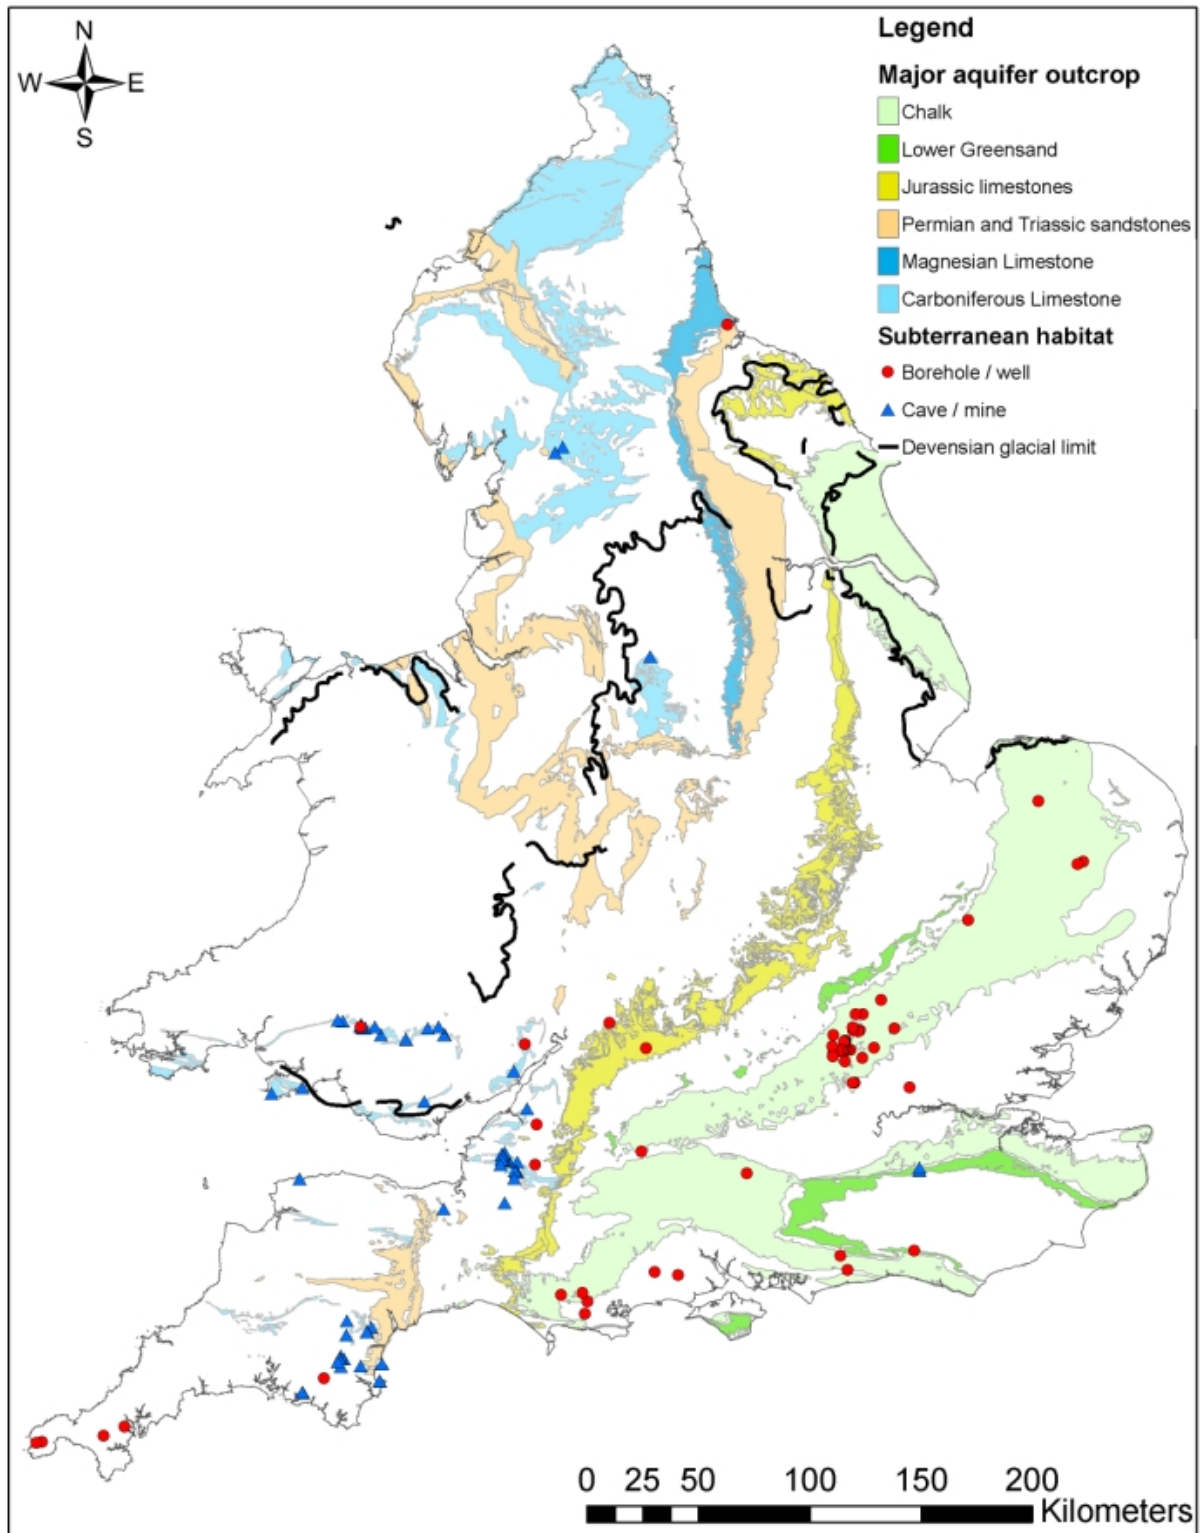 N
W E
S
Legend
Major aquifer outcrop
Chalk
Lower Greensand
Jurassic limestones
Permian and Triassic sandstones
Magnesian Limestone
Carboniferous Limestone
Subterranean habitat
Borehole / well
Cave / mine
Devensian glacial limit
0 25 50 100 150 200
Kilometers